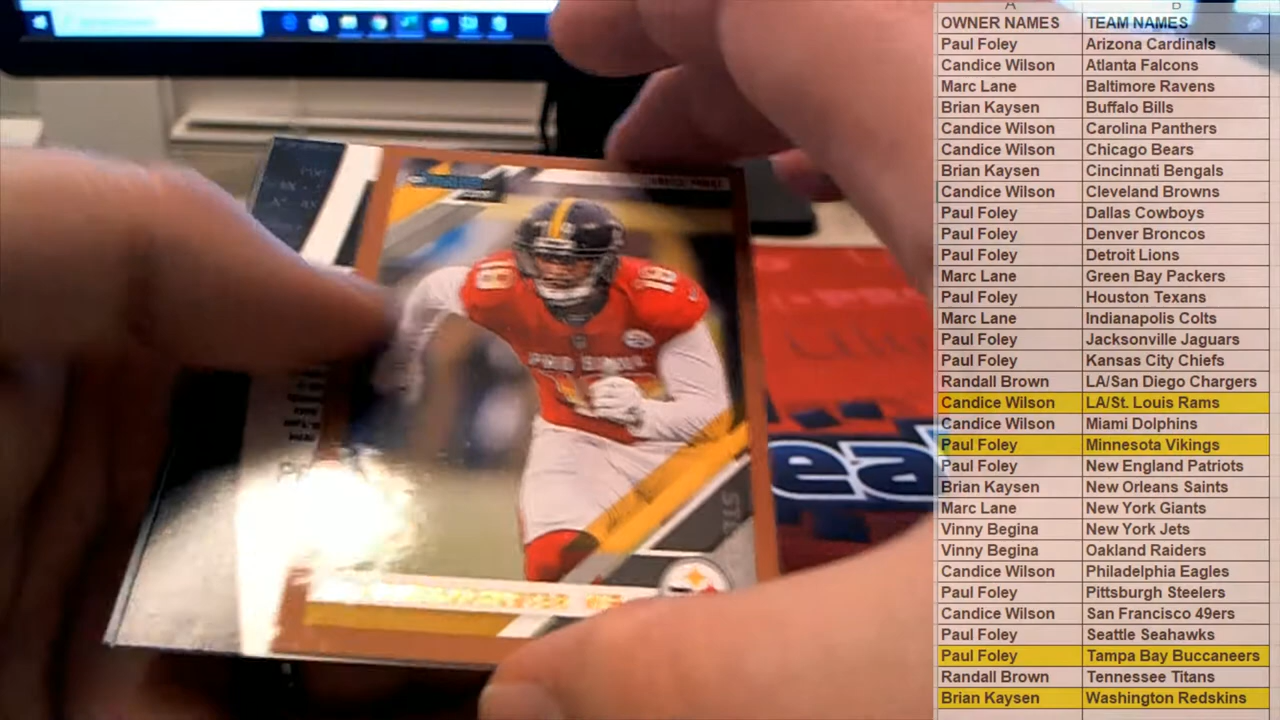 A B
OWNER NAMES TEAM NAMES
Paul Foley Arizona Cardinals
Candice Wilson Atlanta Falcons
Marc Lane Baltimore Ravens
Brian Kaysen Buffalo Bills
Candice Wilson Carolina Panthers
Candice Wilson Chicago Bears
Brian Kaysen Cincinnati Bengals
Candice Wilson Cleveland Browns
Paul Foley Dallas Cowboys
Paul Foley Denver Broncos
Paul Foley Detroit Lions
Marc Lane Green Bay Packers
Paul Foley Houston Texans
Marc Lane Indianapolis Colts
Paul Foley Jacksonville Jaguars
Paul Foley Kansas City Chiefs
Randall Brown LA/San Diego Chargers
Candice Wilson LA/St. Louis Rams
Candice Wilson Miami Dolphins
Paul Foley Minnesota Vikings
Paul Foley New England Patriots
Brian Kaysen New Orleans Saints
Marc Lane New York Giants
Vinny Begina New York Jets
Vinny Begina Oakland Raiders
Candice Wilson Philadelphia Eagles
Paul Foley Pittsburgh Steelers
Candice Wilson San Francisco 49ers
Paul Foley Seattle Seahawks
Paul Foley Tampa Bay Buccaneers
Randall Brown Tennessee Titans
Brian Kaysen Washington Redskins
19 19
PRO BOWL